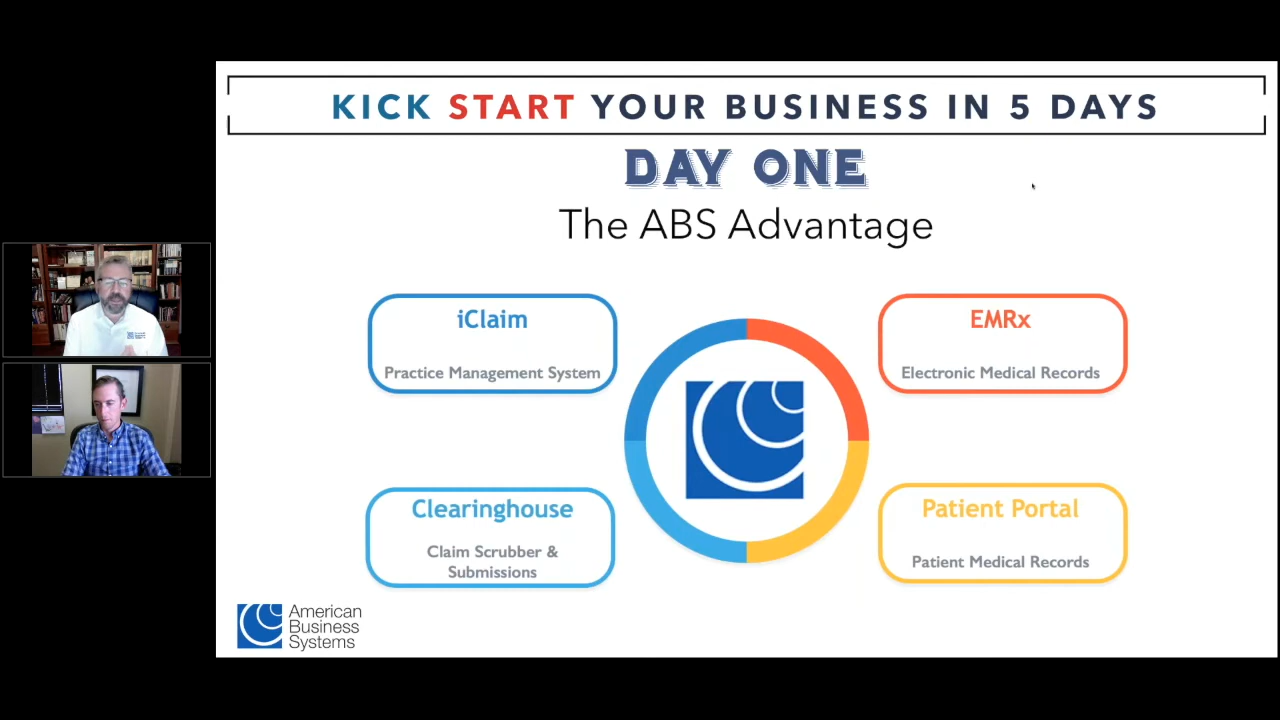 KICK START YOUR BUSINESS IN 5 DAYS
DAY ONE
The ABS Advantage
iClaim
Practice Management System
EMRx
Electronic Medical Records
Clearinghouse
Claim Scrubber &
Submissions
Patient Portal
Patient Medical Records
American
Business
Systems